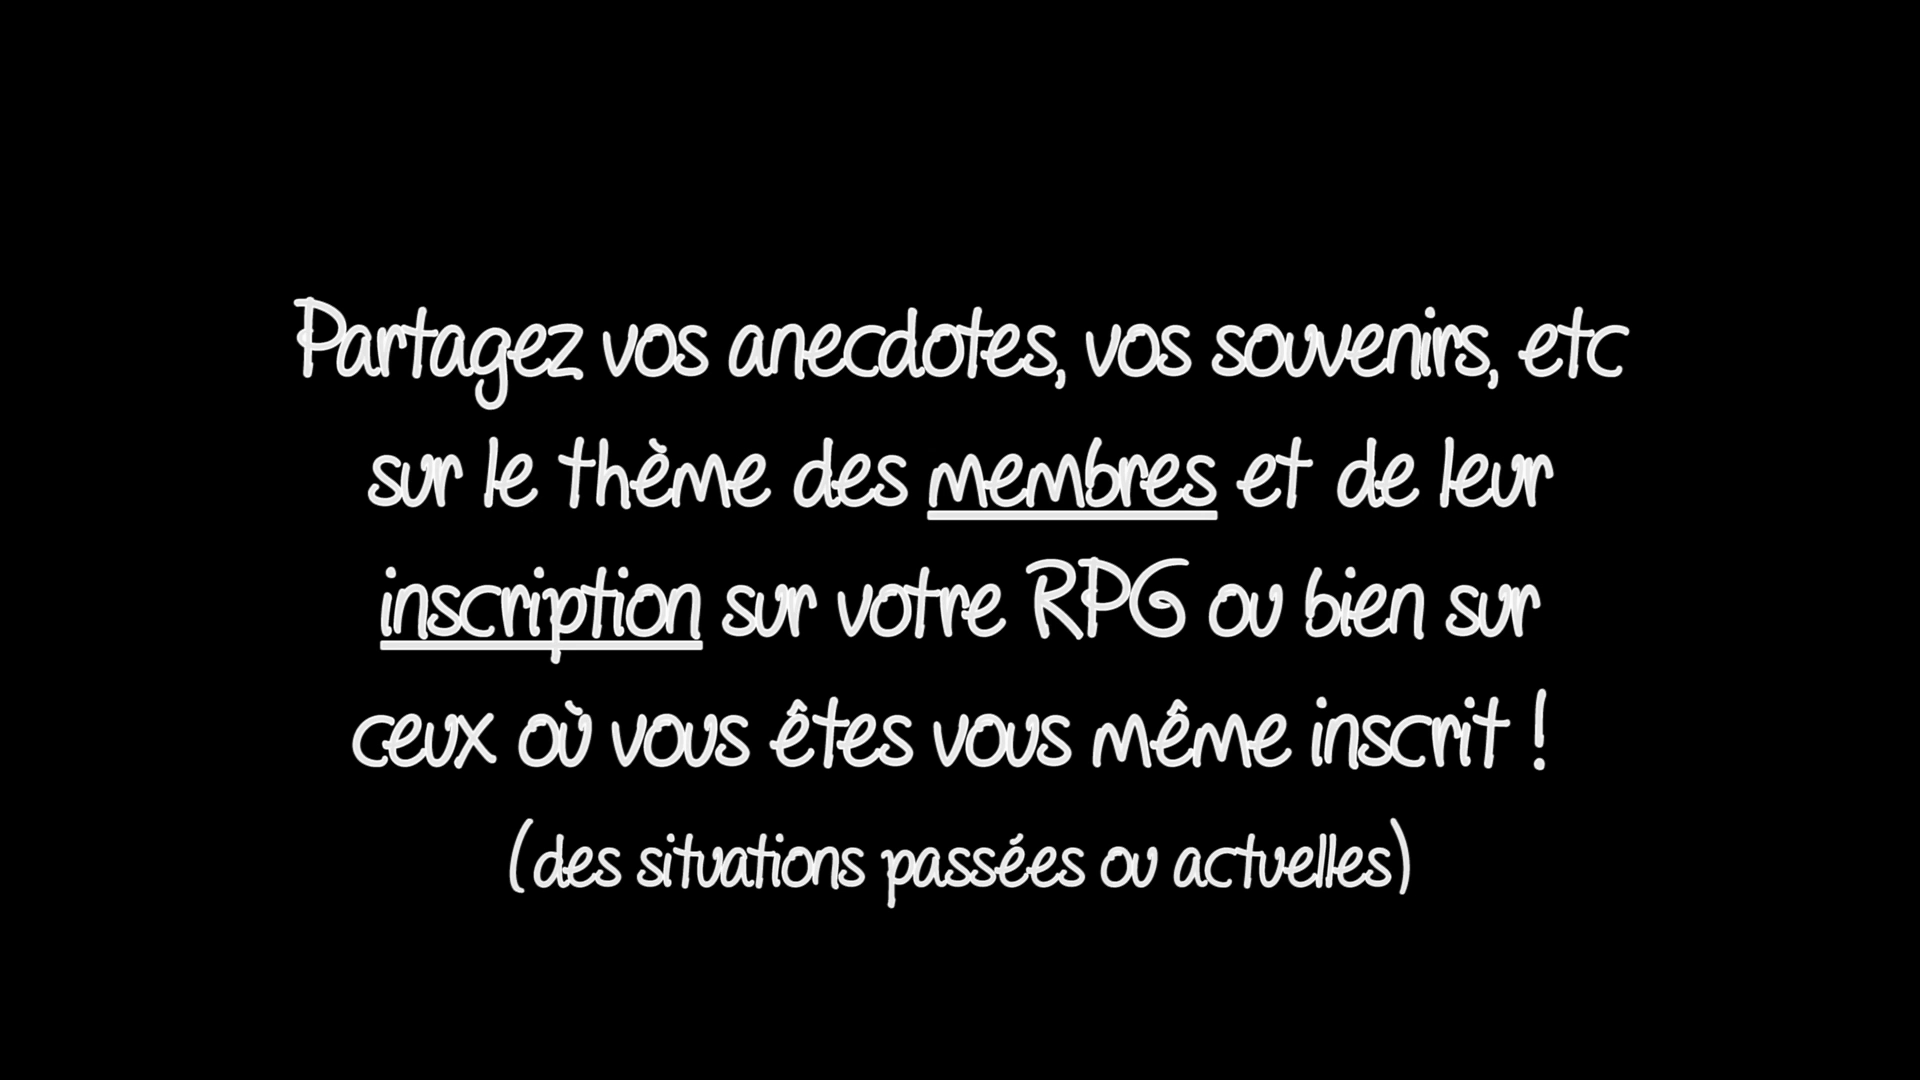 Partagez vos anecdotes, vos souvenirs, etc
sur le thème des membres et de leur
inscription sur votre RPG ou bien sur
ceux où vous êtes vous même inscrit !
(des situations passées ou actuelles)